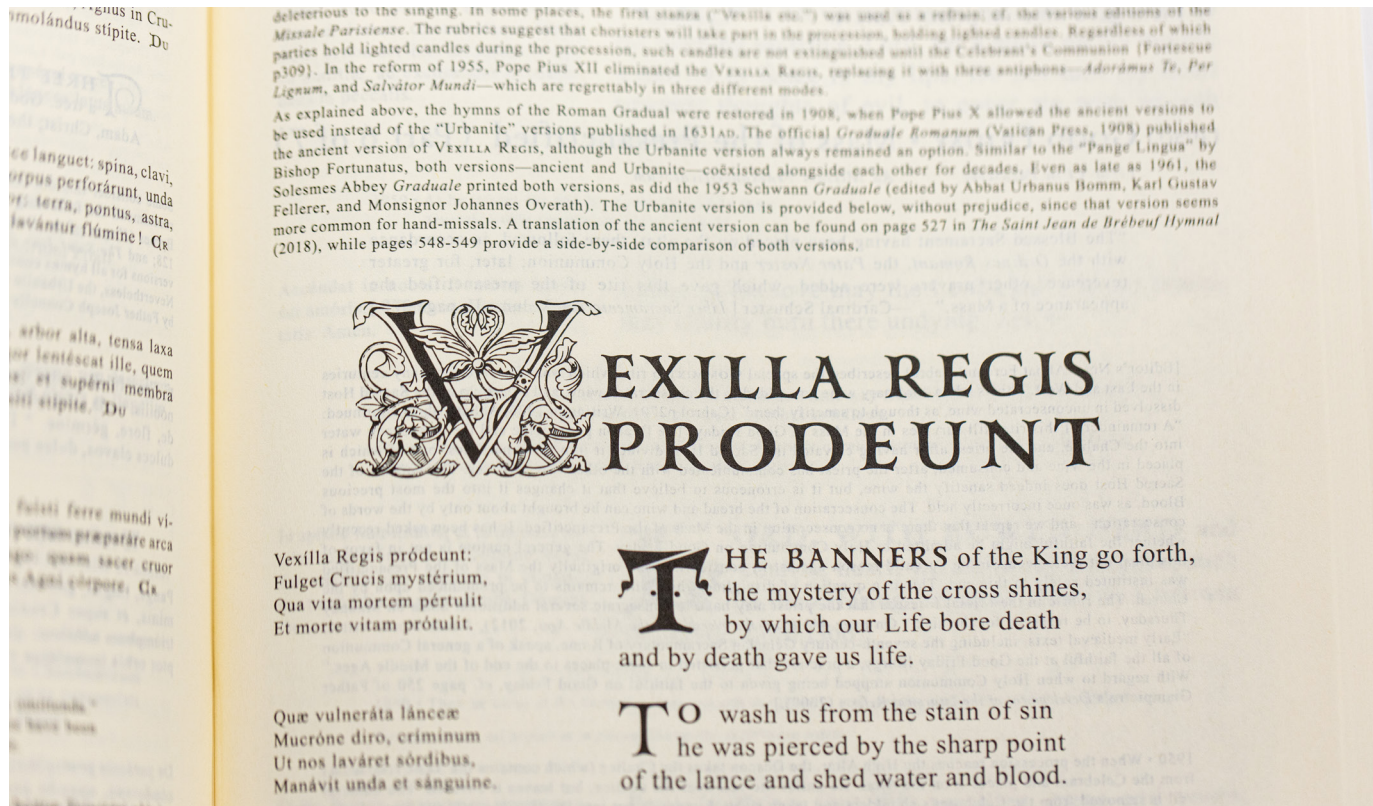 gnus in Cru-
molándus stípite. ℣u
ce languet: spina, clavi,
orpus perforárunt, unda
or: terra, pontus, astra,
lavántur flúmine! ℟
arbor alta, tensa laxa
or lentéscat ille, quem
et supérni membra
stípite. ℣u
fuísti ferre mundi ví-
præparáre arca
quem sacer cruor
Agni córpore. ℟
deleterious to the singing. In some places, the first stanza (“Vexilla etc.”) was used as a refrain; cf. the various editions of the
Missale Parisiense. The rubrics suggest that choristers will take part in the procession, holding lighted candles. Regardless of which
parties hold lighted candles during the procession, such candles are not extinguished until the Celebrant’s Communion {Fortescue
p309}. In the reform of 1955, Pope Pius XII eliminated the VEXILLA REGIS, replacing it with three antiphons—Adorámus Te, Per
Lignum, and Salvátor Mundi—which are regrettably in three different modes.
As explained above, the hymns of the Roman Gradual were restored in 1908, when Pope Pius X allowed the ancient versions to
be used instead of the “Urbanite” versions published in 1631AD. The official Graduale Romanum (Vatican Press, 1908) published
the ancient version of VEXILLA REGIS, although the Urbanite version always remained an option. Similar to the “Pange Lingua” by
Bishop Fortunatus, both versions—ancient and Urbanite—coëxisted alongside each other for decades. Even as late as 1961, the
Solesmes Abbey Graduale printed both versions, as did the 1953 Schwann Graduale (edited by Abbat Urbanus Bomm, Karl Gustav
Fellerer, and Monsignor Johannes Overath). The Urbanite version is provided below, without prejudice, since that version seems
more common for hand-missals. A translation of the ancient version can be found on page 527 in The Saint Jean de Brébeuf Hymnal
(2018), while pages 548-549 provide a side-by-side comparison of both versions.
VEXILLA REGIS
PRODEUNT
Vexilla Regis pródeunt:
Fulget Crucis mystérium,
Qua vita mortem pértulit
Et morte vitam prótulit.
THE BANNERS of the King go forth,
the mystery of the cross shines,
by which our Life bore death
and by death gave us life.
Quæ vulneráta lánceæ
Mucróne diro, críminum
Ut nos laváret sórdibus,
Manávit unda et sánguine.
TO wash us from the stain of sin
he was pierced by the sharp point
of the lance and shed water and blood.